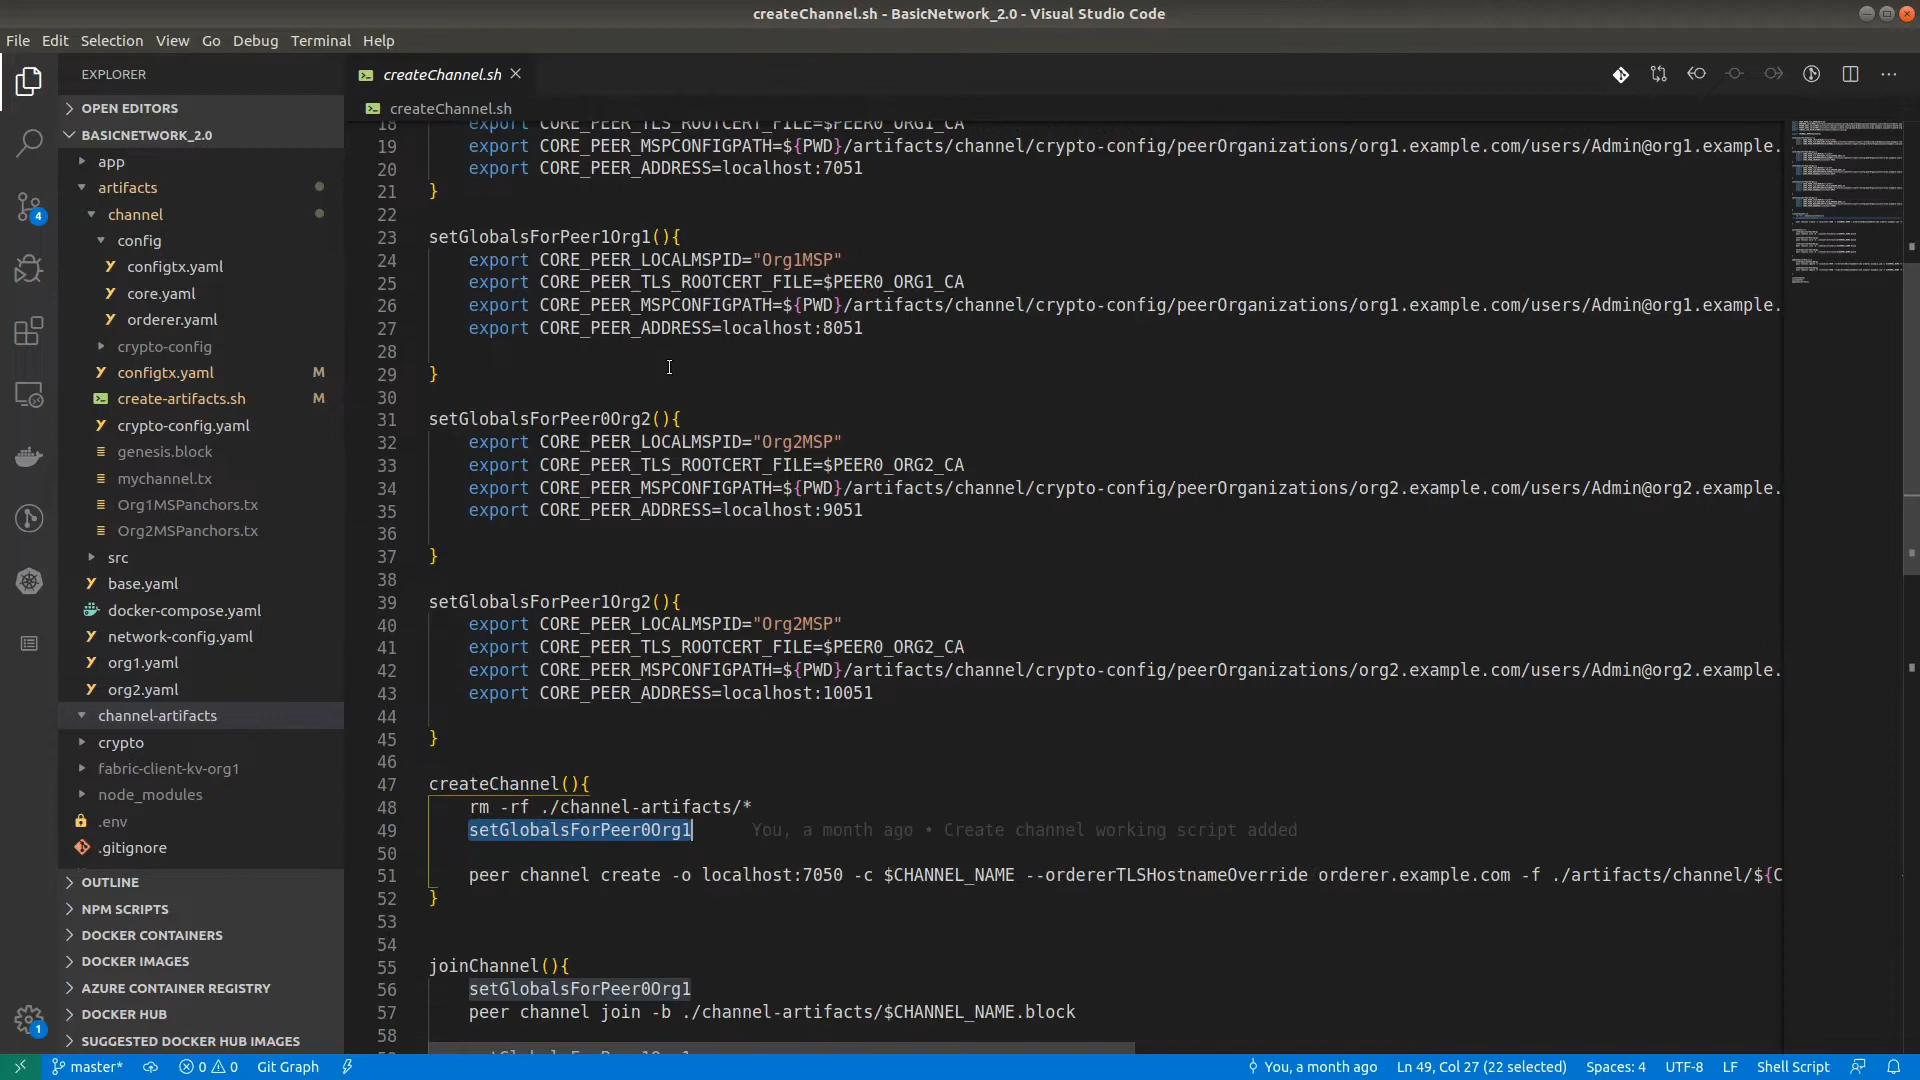 createChannel.sh - BasicNetwork_2.0 - Visual Studio Code
File Edit Selection View Go Debug Terminal Help
EXPLORER
OPEN EDITORS
BASICNETWORK_2.0
app
artifacts
channel
config
configtx.yaml
core.yaml
orderer.yaml
crypto-config
configtx.yaml M
create-artifacts.sh M
crypto-config.yaml
genesis.block
mychannel.tx
Org1MSPanchors.tx
Org2MSPanchors.tx
src
base.yaml
docker-compose.yaml
network-config.yaml
org1.yaml
org2.yaml
channel-artifacts
crypto
fabric-client-kv-org1
node_modules
.env
.gitignore
OUTLINE
NPM SCRIPTS
DOCKER CONTAINERS
DOCKER IMAGES
AZURE CONTAINER REGISTRY
DOCKER HUB
SUGGESTED DOCKER HUB IMAGES
4
1
createChannel.sh
createChannel.sh
18 export CORE_PEER_TLS_ROOTCERT_FILE=$PEER0_ORG1_CA
19 export CORE_PEER_MSPCONFIGPATH=${PWD}/artifacts/channel/crypto-config/peerOrganizations/org1.example.com/users/Admin@org1.example.
20 export CORE_PEER_ADDRESS=localhost:7051
21 }
22
23 setGlobalsForPeer1Org1(){
24 export CORE_PEER_LOCALMSPID="Org1MSP"
25 export CORE_PEER_TLS_ROOTCERT_FILE=$PEER0_ORG1_CA
26 export CORE_PEER_MSPCONFIGPATH=${PWD}/artifacts/channel/crypto-config/peerOrganizations/org1.example.com/users/Admin@org1.example.
27 export CORE_PEER_ADDRESS=localhost:8051
28
29 }
30
31 setGlobalsForPeer0Org2(){
32 export CORE_PEER_LOCALMSPID="Org2MSP"
33 export CORE_PEER_TLS_ROOTCERT_FILE=$PEER0_ORG2_CA
34 export CORE_PEER_MSPCONFIGPATH=${PWD}/artifacts/channel/crypto-config/peerOrganizations/org2.example.com/users/Admin@org2.example.
35 export CORE_PEER_ADDRESS=localhost:9051
36
37 }
38
39 setGlobalsForPeer1Org2(){
40 export CORE_PEER_LOCALMSPID="Org2MSP"
41 export CORE_PEER_TLS_ROOTCERT_FILE=$PEER0_ORG2_CA
42 export CORE_PEER_MSPCONFIGPATH=${PWD}/artifacts/channel/crypto-config/peerOrganizations/org2.example.com/users/Admin@org2.example.
43 export CORE_PEER_ADDRESS=localhost:10051
44
45 }
46
47 createChannel(){
48 rm -rf ./channel-artifacts/*
49 setGlobalsForPeer0Org1 You, a month ago • Create channel working script added
50
51 peer channel create -o localhost:7050 -c $CHANNEL_NAME --ordererTLSHostnameOverride orderer.example.com -f ./artifacts/channel/${C
52 }
53
54
55 joinChannel(){
56 setGlobalsForPeer0Org1
57 peer channel join -b ./channel-artifacts/$CHANNEL_NAME.block
58
master* 0 0 Git Graph You, a month ago Ln 49, Col 27 (22 selected) Spaces: 4 UTF-8 LF Shell Script